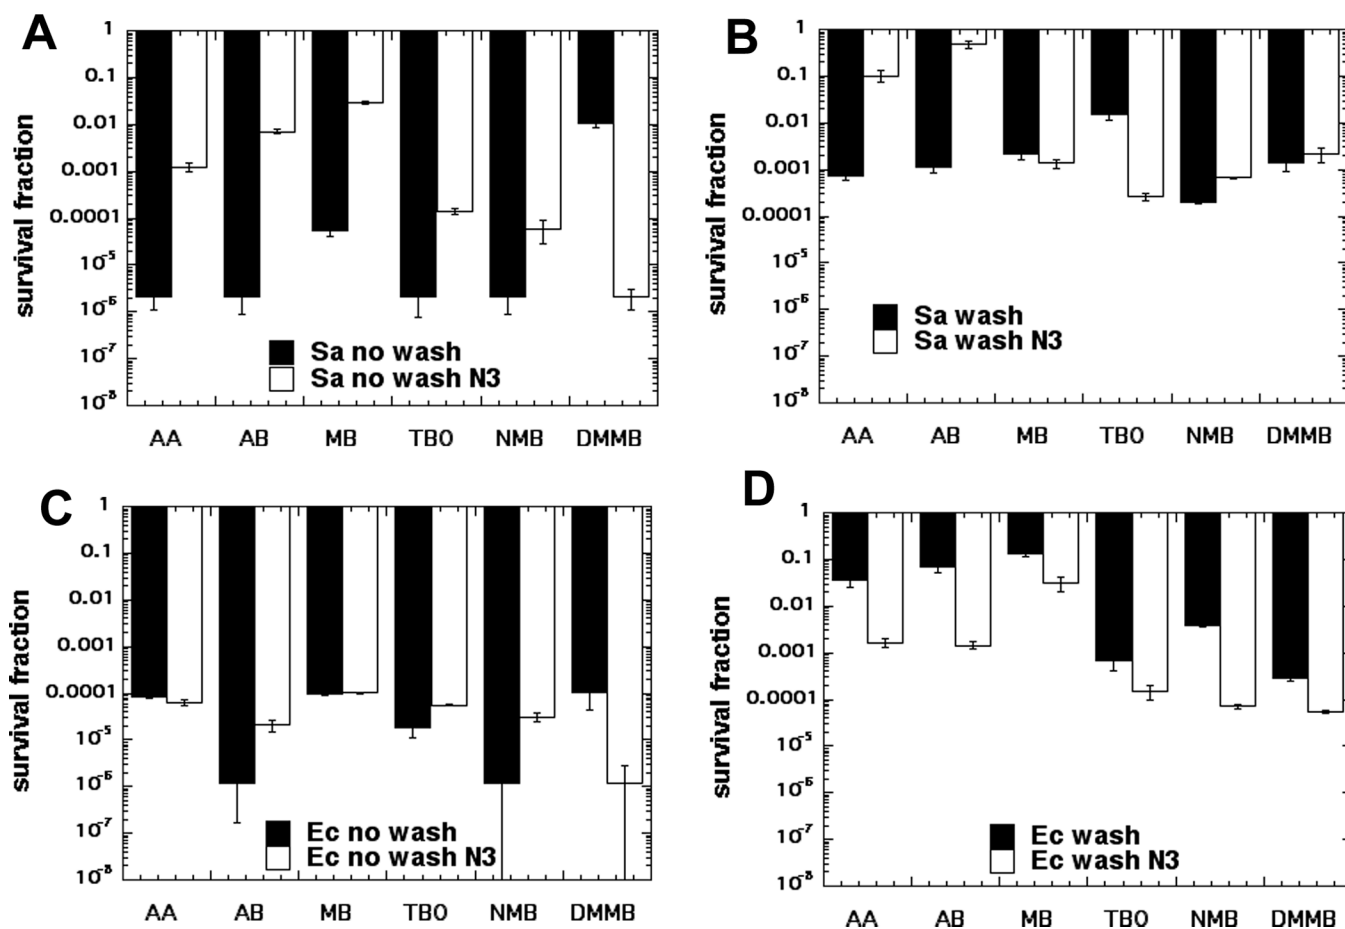 A
survival fraction
1
0.1
0.01
0.001
0.0001
10-5
10-6
10-7
10-8
Sa no wash
Sa no wash N3
AA AB MB TBO NMB DMMB
B
survival fraction
1
0.1
0.01
0.001
0.0001
10-5
10-6
10-7
10-8
Sa wash
Sa wash N3
AA AB MB TBO NMB DMMB
C
survival fraction
1
0.1
0.01
0.001
0.0001
10-5
10-6
10-7
10-8
Ec no wash
Ec no wash N3
AA AB MB TBO NMB DMMB
D
survival fraction
1
0.1
0.01
0.001
0.0001
10-5
10-6
10-7
10-8
Ec wash
Ec wash N3
AA AB MB TBO NMB DMMB